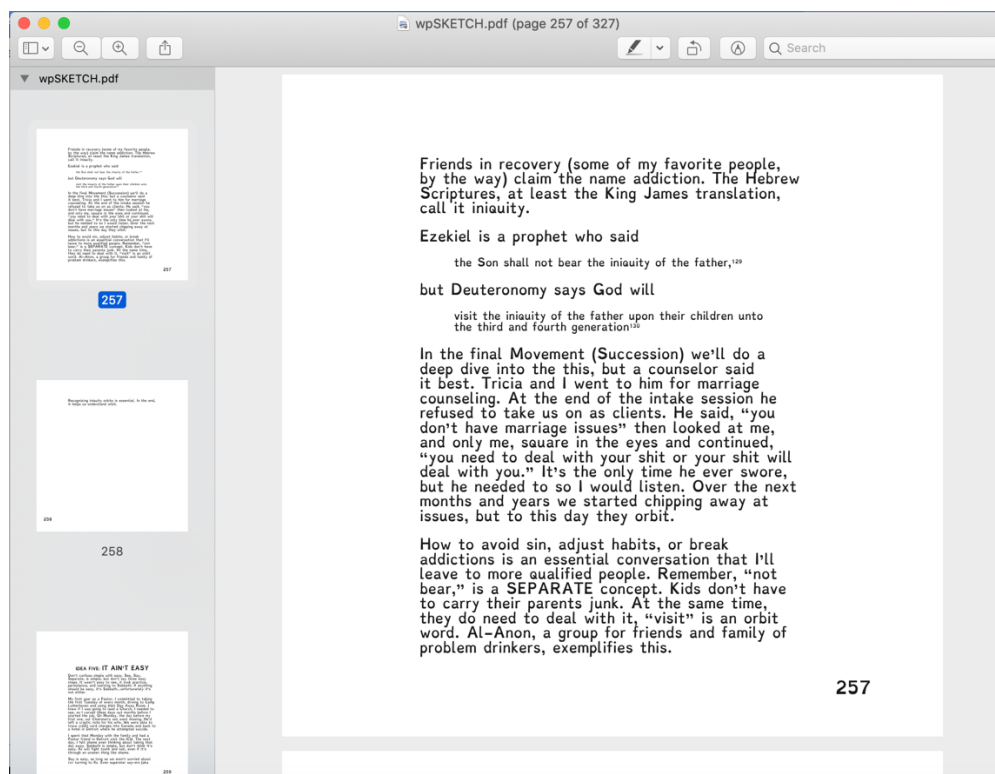 wpSKETCH.pdf (page 257 of 327)
Search
wpSKETCH.pdf
257
257
258
258
IDEA FIVE: IT AIN'T EASY
259
Friends in recovery (some of my favorite people,
by the way) claim the name addiction. The Hebrew
Scriptures, at least the King James translation,
call it iniquity.
Ezekiel is a prophet who said
the Son shall not bear the iniquity of the father,¹²⁹
but Deuteronomy says God will
visit the iniquity of the father upon their children unto
the third and fourth generation¹³⁰
In the final Movement (Succession) we'll do a
deep dive into the this, but a counselor said
it best. Tricia and I went to him for marriage
counseling. At the end of the intake session he
refused to take us on as clients. He said, “you
don't have marriage issues” then looked at me,
and only me, square in the eyes and continued,
“you need to deal with your shit or your shit will
deal with you.” It's the only time he ever swore,
but he needed to so I would listen. Over the next
months and years we started chipping away at
issues, but to this day they orbit.
How to avoid sin, adjust habits, or break
addictions is an essential conversation that I'll
leave to more qualified people. Remember, “not
bear,” is a SEPARATE concept. Kids don't have
to carry their parents junk. At the same time,
they do need to deal with it, “visit” is an orbit
word. Al-Anon, a group for friends and family of
problem drinkers, exemplifies this.
257